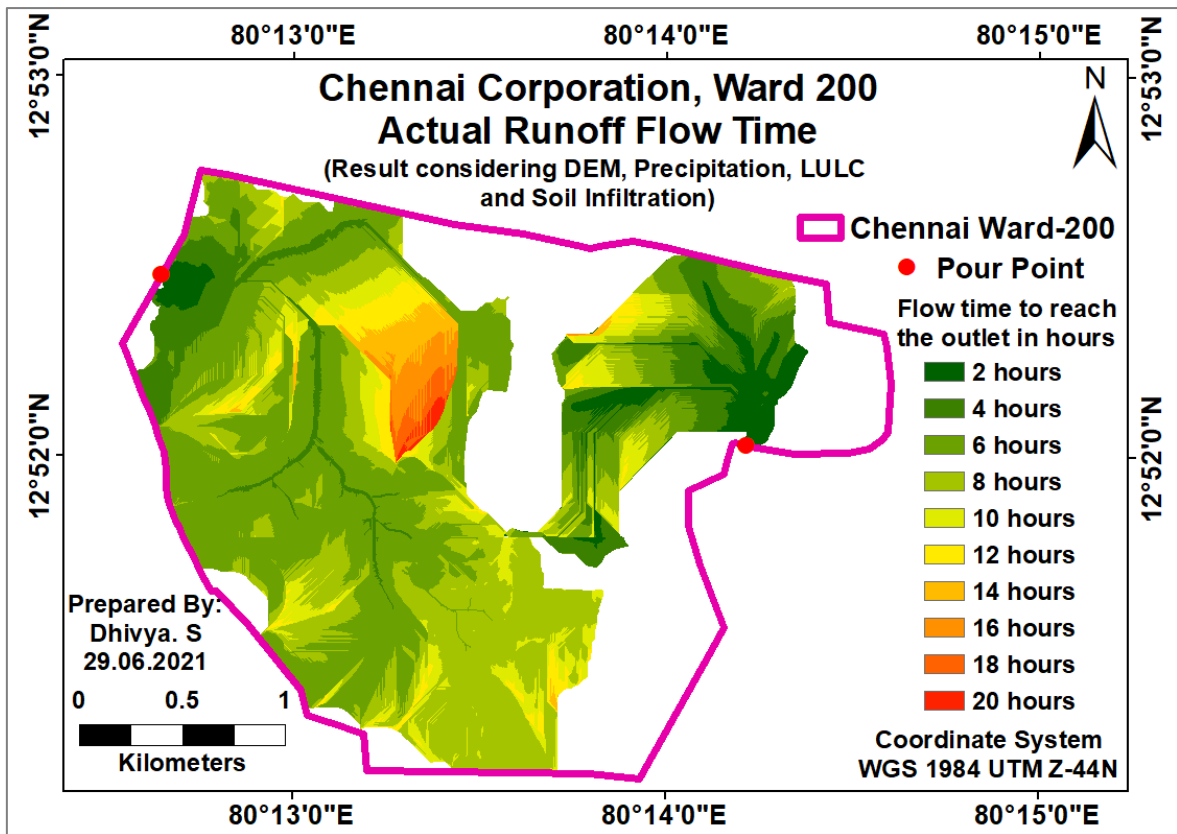 80°13'0"E 80°14'0"E 80°15'0"E
12°53'0"N
12°53'0"N
Chennai Corporation, Ward 200
Actual Runoff Flow Time
(Result considering DEM, Precipitation, LULC
and Soil Infiltration)
N
Chennai Ward-200
Pour Point
Flow time to reach
the outlet in hours
2 hours
4 hours
6 hours
8 hours
10 hours
12 hours
14 hours
16 hours
18 hours
20 hours
12°52'0"N
12°52'0"N
Prepared By:
Dhivya. S
29.06.2021
0 0.5 1
Kilometers
Coordinate System
WGS 1984 UTM Z-44N
80°13'0"E 80°14'0"E 80°15'0"E